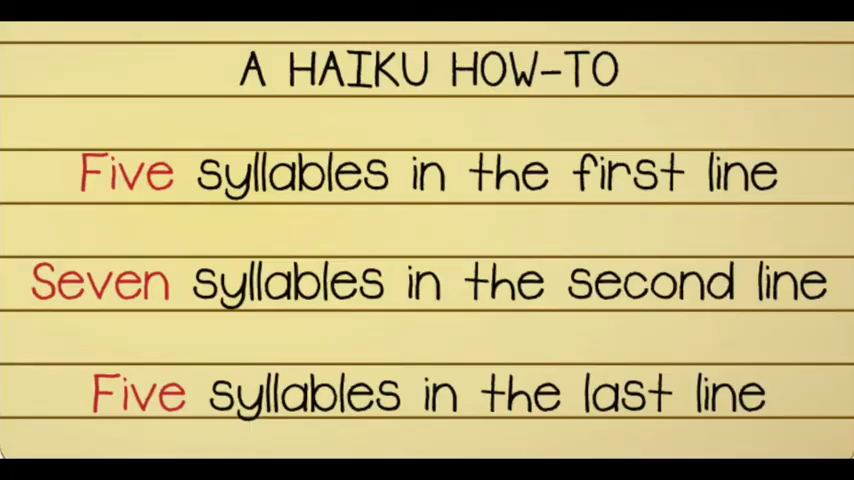 A HAIKU HOW-TO
Five syllables in the first line
Seven syllables in the second line
Five syllables in the last line